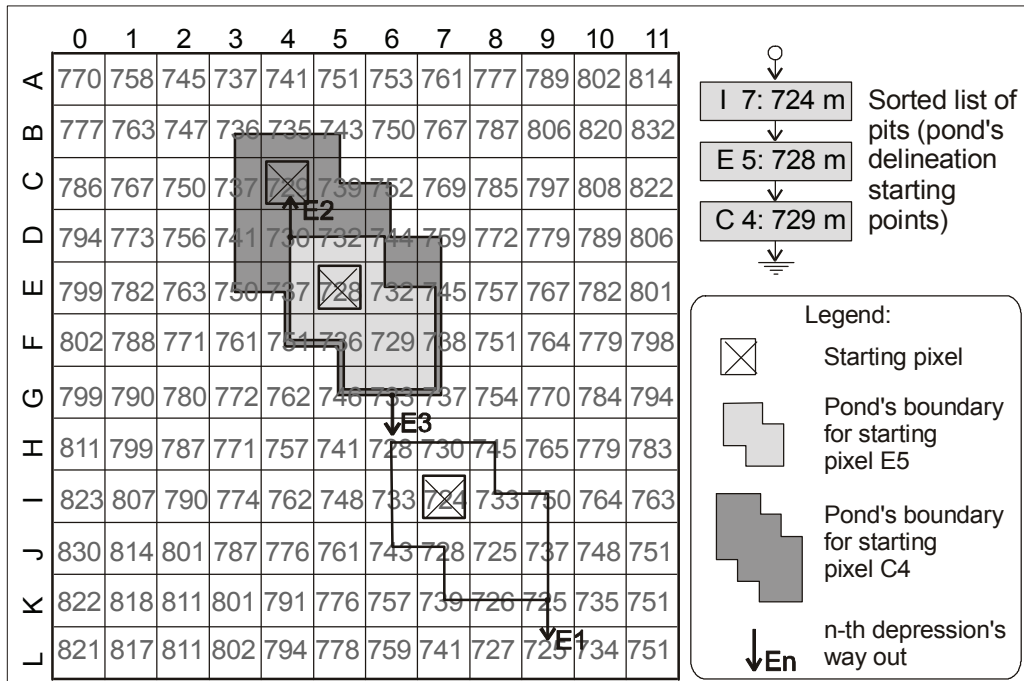 0 1 2 3 4 5 6 7 8 9 10 11
A 770 758 745 737 741 751 753 761 777 789 802 814
B 777 763 747 736 735 743 750 767 787 806 820 832
C 786 767 750 737 729 739 752 769 785 797 808 822
E2
D 794 773 756 741 730 732 744 759 772 779 789 806
E 799 782 763 750 737 728 732 745 757 767 782 801
F 802 788 771 761 751 736 729 738 751 764 779 798
G 799 790 780 772 762 746 733 737 754 770 784 794
E3
H 811 799 787 771 757 741 728 730 745 765 779 783
I 823 807 790 774 762 748 733 724 733 750 764 763
J 830 814 801 787 776 761 743 728 725 737 748 751
K 822 818 811 801 791 776 757 739 726 725 735 751
E1
L 821 817 811 802 794 778 759 741 727 725 734 751
I 7: 724 m
E 5: 728 m
C 4: 729 m
Sorted list of
pits (pond's
delineation
starting
points)
Legend:
Starting pixel
Pond's boundary
for starting
pixel E5
Pond's boundary
for starting
pixel C4
En
n-th depression's
way out